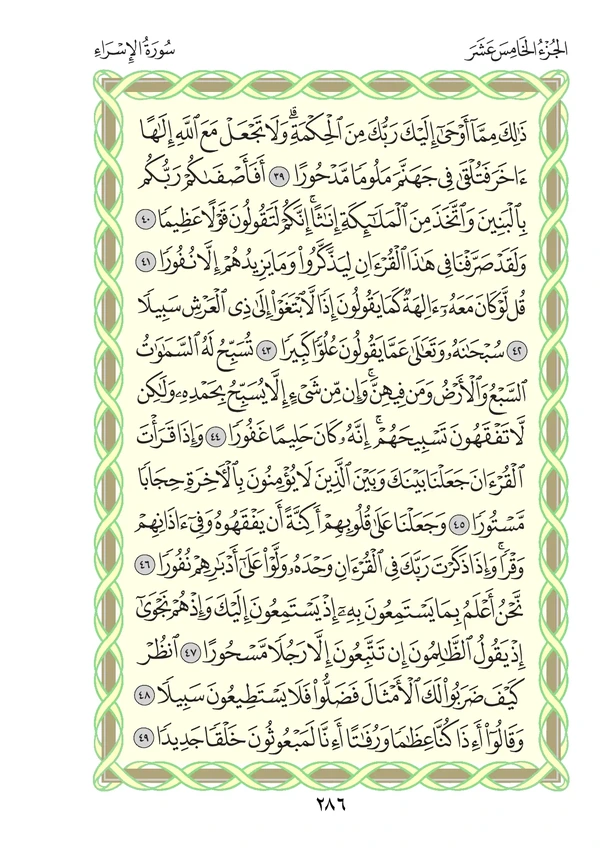 الجُزْءُ الخَامِسَ عَشَرَ
سُورَةُ الإِسْرَاءِ
ذَٰلِكَ مِمَّآ أَوْحَىٰٓ إِلَيْكَ رَبُّكَ مِنَ ٱلْحِكْمَةِ ۗ وَلَا تَجْعَلْ مَعَ ٱللَّهِ إِلَٰهًا
ءَاخَرَ فَتُلْقَىٰ فِى جَهَنَّمَ مَلُومًا مَّدْحُورًا ٣٩ أَفَأَصْفَىٰكُمْ رَبُّكُم
بِٱلْبَنِينَ وَٱتَّخَذَ مِنَ ٱلْمَلَٰٓئِكَةِ إِنَٰثًا ۚ إِنَّكُمْ لَتَقُولُونَ قَوْلًا عَظِيمًا ٤٠
وَلَقَدْ صَرَّفْنَا فِى هَٰذَا ٱلْقُرْءَانِ لِيَذَّكَّرُوا۟ وَمَا يَزِيدُهُمْ إِلَّا نُفُورًا ٤١
قُل لَّوْ كَانَ مَعَهُۥٓ ءَالِهَةٌ كَمَا يَقُولُونَ إِذًا لَّٱبْتَغَوْا۟ إِلَىٰ ذِى ٱلْعَرْشِ سَبِيلًا
٤٢ سُبْحَٰنَهُۥ وَتَعَٰلَىٰ عَمَّا يَقُولُونَ عُلُوًّا كَبِيرًا ٤٣ تُسَبِّحُ لَهُ ٱلسَّمَٰوَٰتُ
ٱلسَّبْعُ وَٱلْأَرْضُ وَمَن فِيهِنَّ ۚ وَإِن مِّن شَىْءٍ إِلَّا يُسَبِّحُ بِحَمْدِهِۦ وَلَٰكِن
لَّا تَفْقَهُونَ تَسْبِيحَهُمْ ۗ إِنَّهُۥ كَانَ حَلِيمًا غَفُورًا ٤٤ وَإِذَا قَرَأْتَ
ٱلْقُرْءَانَ جَعَلْنَا بَيْنَكَ وَبَيْنَ ٱلَّذِينَ لَا يُؤْمِنُونَ بِٱلْءَاخِرَةِ حِجَابًا
مَّسْتُورًا ٤٥ وَجَعَلْنَا عَلَىٰ قُلُوبِهِمْ أَكِنَّةً أَن يَفْقَهُوهُ وَفِىٓ ءَاذَانِهِمْ
وَقْرًا ۚ وَإِذَا ذَكَرْتَ رَبَّكَ فِى ٱلْقُرْءَانِ وَحْدَهُۥ وَلَّوْا۟ عَلَىٰٓ أَدْبَٰرِهِمْ نُفُورًا ٤٦
نَّحْنُ أَعْلَمُ بِمَا يَسْتَمِعُونَ بِهِۦٓ إِذْ يَسْتَمِعُونَ إِلَيْكَ وَإِذْ هُمْ نَجْوَىٰٓ
إِذْ يَقُولُ ٱلظَّٰلِمُونَ إِن تَتَّبِعُونَ إِلَّا رَجُلًا مَّسْحُورًا ٤٧ ٱنظُرْ
كَيْفَ ضَرَبُوا۟ لَكَ ٱلْأَمْثَالَ فَضَلُّوا۟ فَلَا يَسْتَطِيعُونَ سَبِيلًا ٤٨
وَقَالُوٓا۟ أَءِذَا كُنَّا عِظَٰمًا وَرُفَٰتًا أَءِنَّا لَمَبْعُوثُونَ خَلْقًا جَدِيدًا ٤٩
٢٨٦